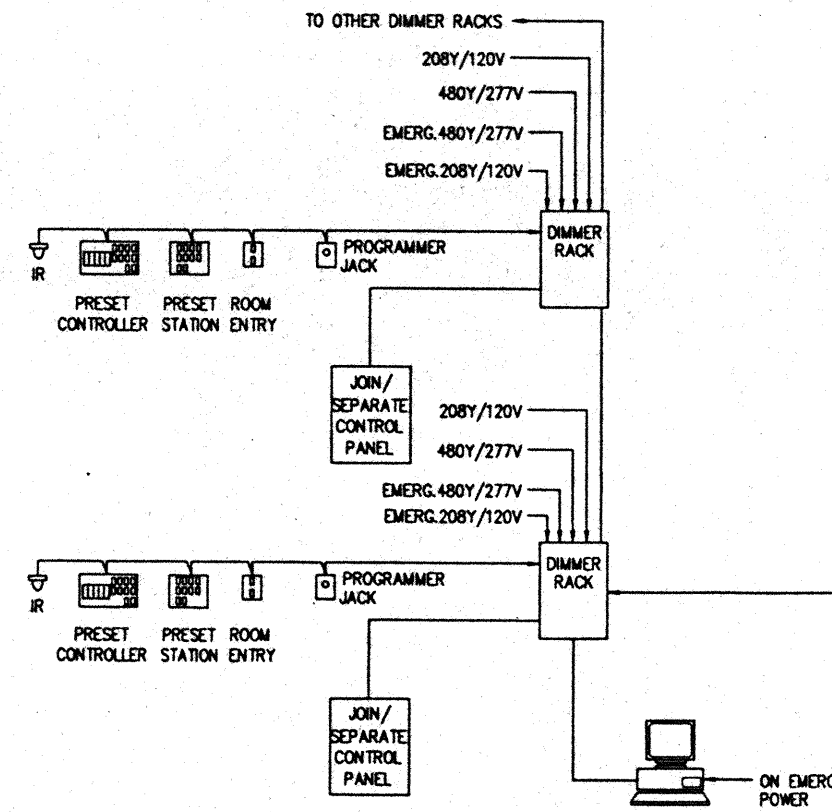 TO OTHER DIMMER RACKS
208Y/120V
480Y/277V
EMERG.480Y/277V
EMERG.208Y/120V
DIMMER
RACK
IR
PROGRAMMER
JACK
PRESET
CONTROLLER
PRESET
STATION
ROOM
ENTRY
JOIN/
SEPARATE
CONTROL
PANEL
208Y/120V
480Y/277V
EMERG.480Y/277V
EMERG.208Y/120V
DIMMER
RACK
IR
PROGRAMMER
JACK
PRESET
CONTROLLER
PRESET
STATION
ROOM
ENTRY
JOIN/
SEPARATE
CONTROL
PANEL
ON EMERG
POWER